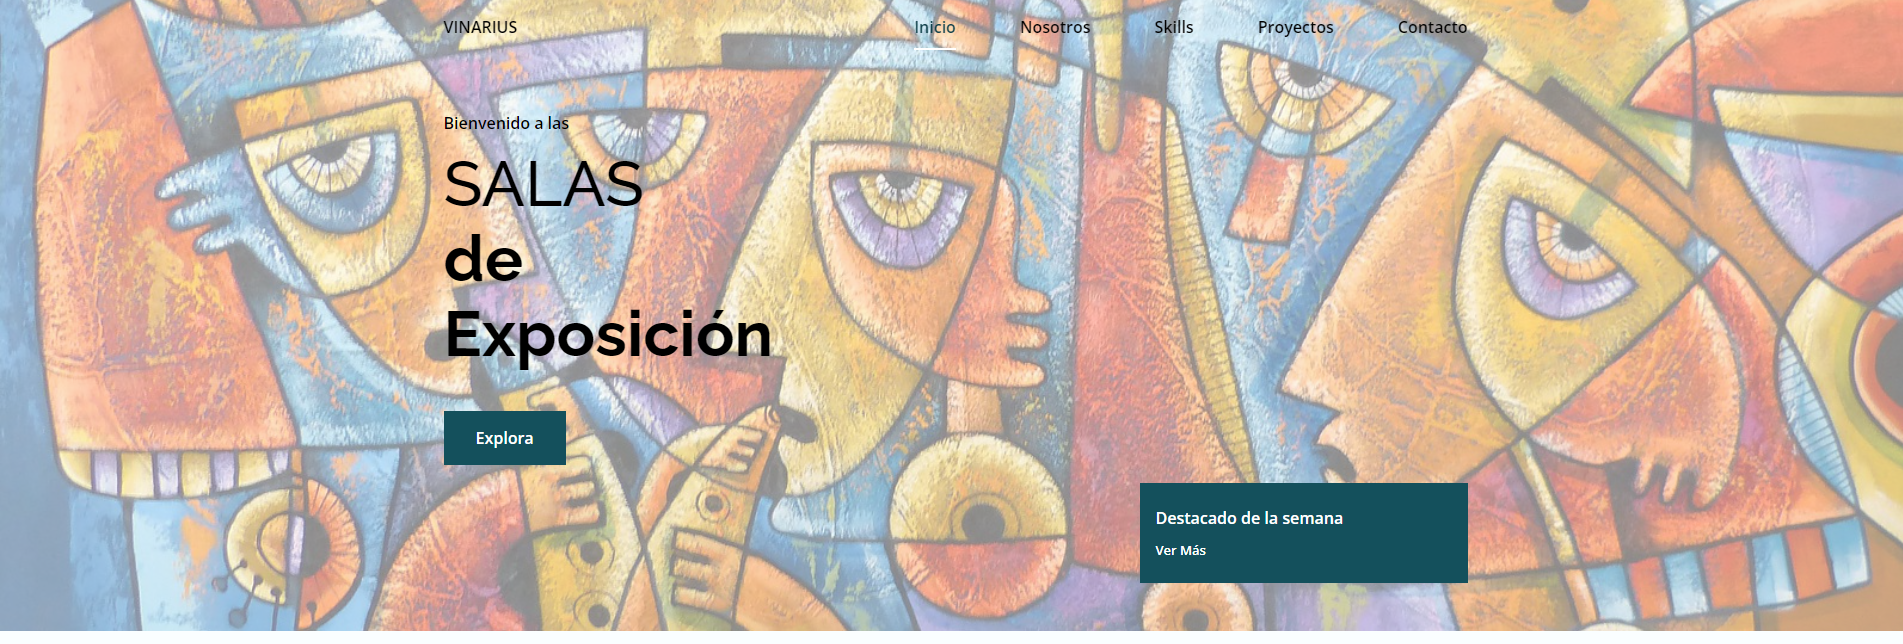 VINARIUS
Inicio Nosotros Skills Proyectos Contacto
Bienvenido a las
SALAS
de
Exposición
Explora
Destacado de la semana
Ver Más